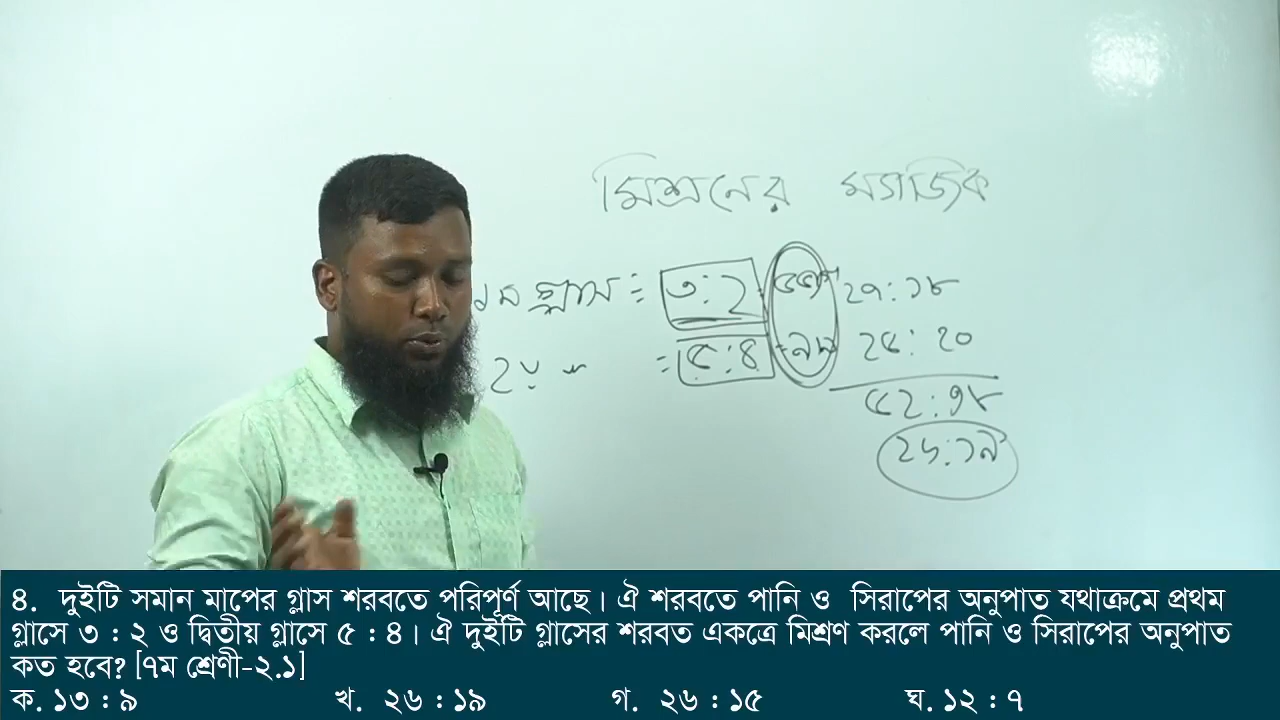 মিশ্রনের ম্যাজিক
ম গ্লাস = ৩:২ ২৭:১৮
২য় " = ৫:৪ ২৫:২০
৫২:৩৮
২৬:১৯
৪. দুইটি সমান মাপের গ্লাস শরবতে পরিপূর্ণ আছে। ঐ শরবতে পানি ও সিরাপের অনুপাত যথাক্রমে প্রথম
গ্লাসে ৩ : ২ ও দ্বিতীয় গ্লাসে ৫ : ৪। ঐ দুইটি গ্লাসের শরবত একত্রে মিশ্রণ করলে পানি ও সিরাপের অনুপাত
কত হবে? [৭ম শ্রেণী-২.১]
ক. ১৩ : ৯ খ. ২৬ : ১৯ গ. ২৬ : ১৫ ঘ. ১২ : ৭